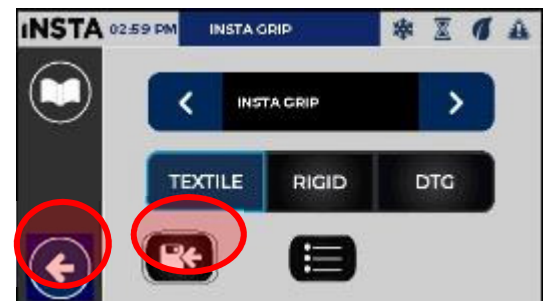 iNSTA 02:59 PM INSTA GRIP
INSTA GRIP
TEXTILE RIGID DTG